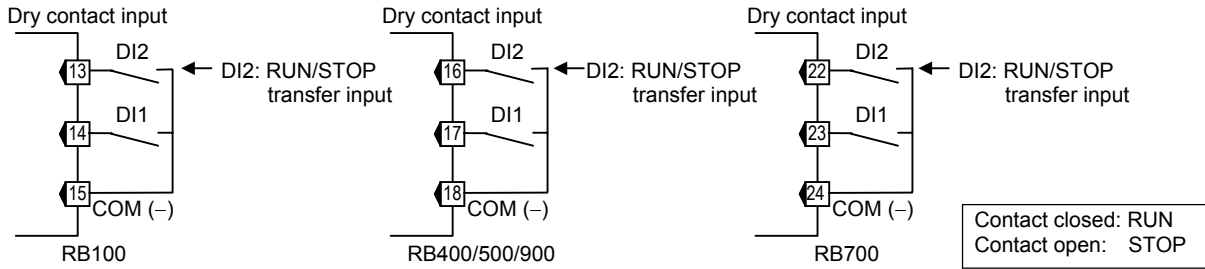 Dry contact input
13 DI2
14 DI1
15 COM (−)
DI2: RUN/STOP
transfer input
RB100
Dry contact input
16 DI2
17 DI1
18 COM (−)
DI2: RUN/STOP
transfer input
RB400/500/900
Dry contact input
22 DI2
23 DI1
24 COM (−)
DI2: RUN/STOP
transfer input
RB700
Contact closed: RUN
Contact open: STOP